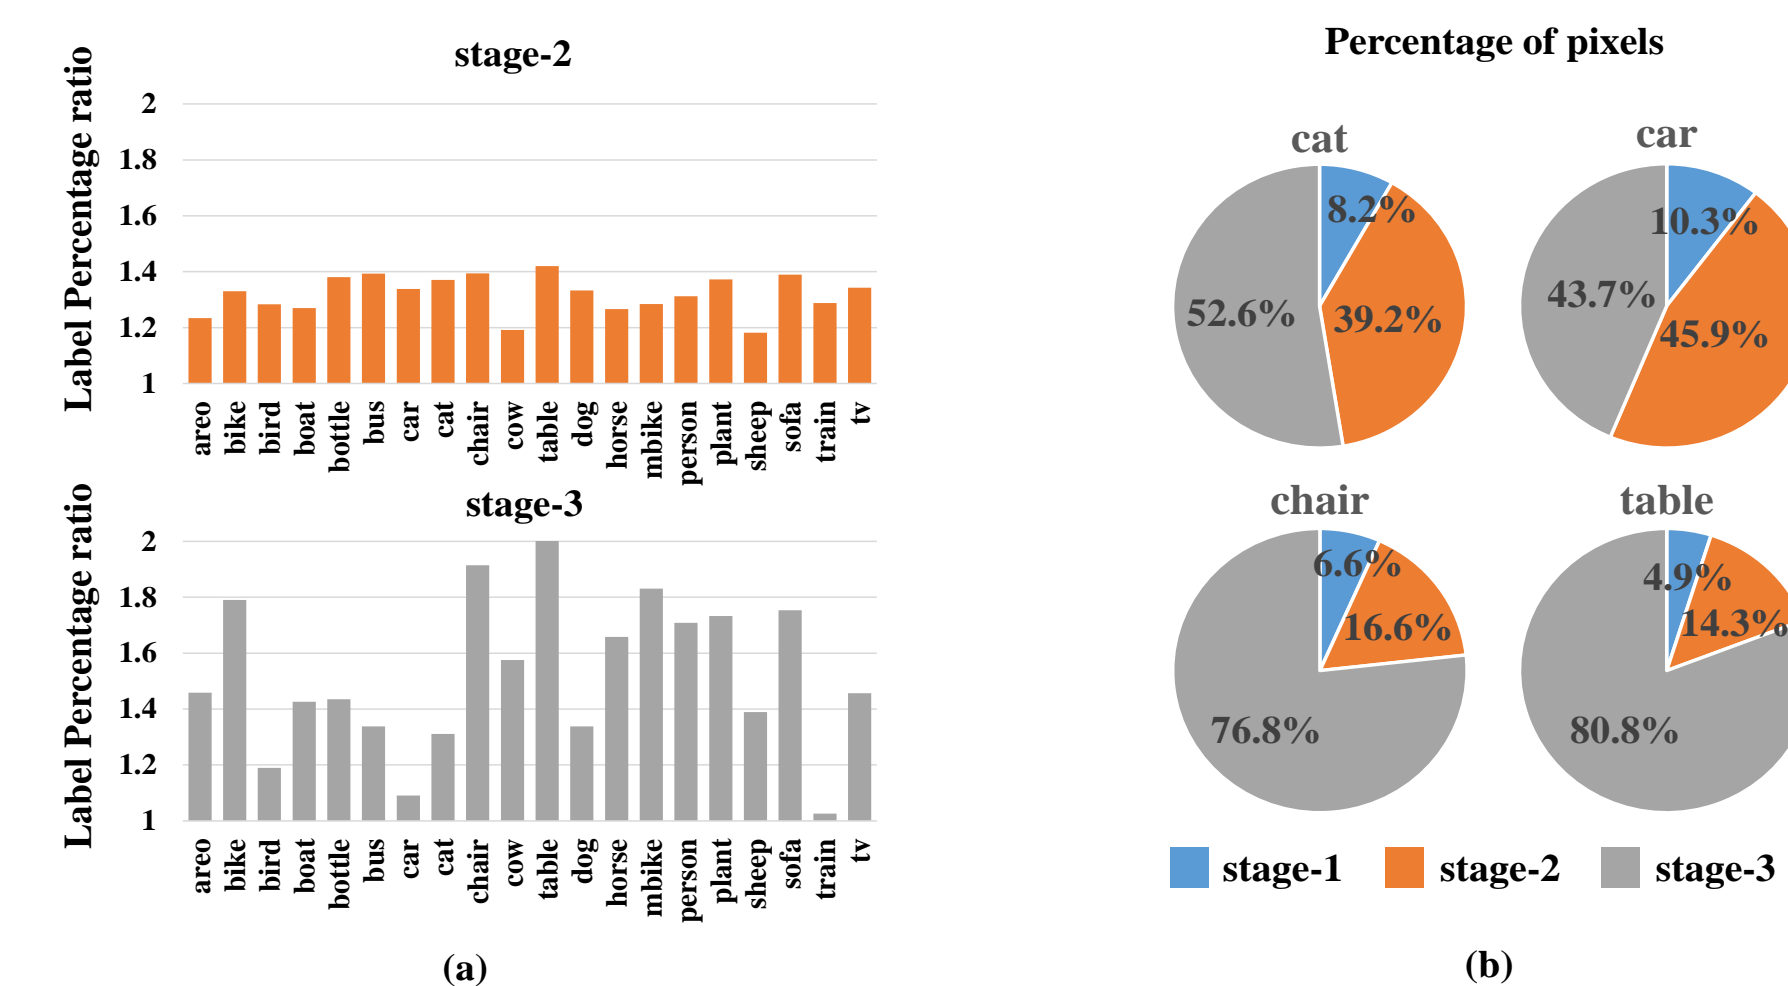 stage-2
Label Percentage ratio
2
1.8
1.6
1.4
1.2
1
areo bike bird boat bottle bus car cat chair cow table dog horse mbike person plant sheep sofa train tv
stage-3
Label Percentage ratio
2
1.8
1.6
1.4
1.2
1
areo bike bird boat bottle bus car cat chair cow table dog horse mbike person plant sheep sofa train tv
(a)
Percentage of pixels
cat
8.2%
52.6%
39.2%
car
10.3%
43.7%
45.9%
chair
6.6%
16.6%
76.8%
table
4.9%
14.3%
80.8%
stage-1 stage-2 stage-3
(b)